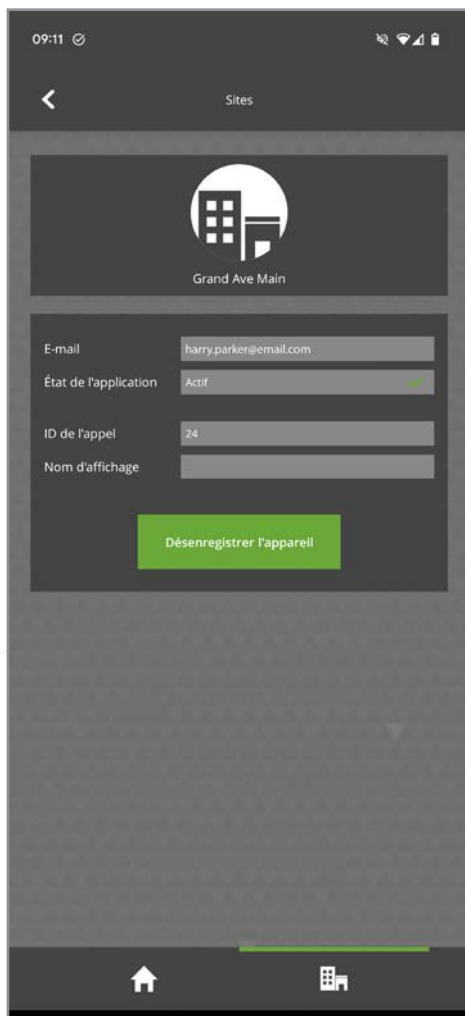 09:11
Sites
Grand Ave Main
E-mail harry.parker@email.com
État de l'application Actif
ID de l'appel 24
Nom d'affichage
Désenregistrer l'appareil